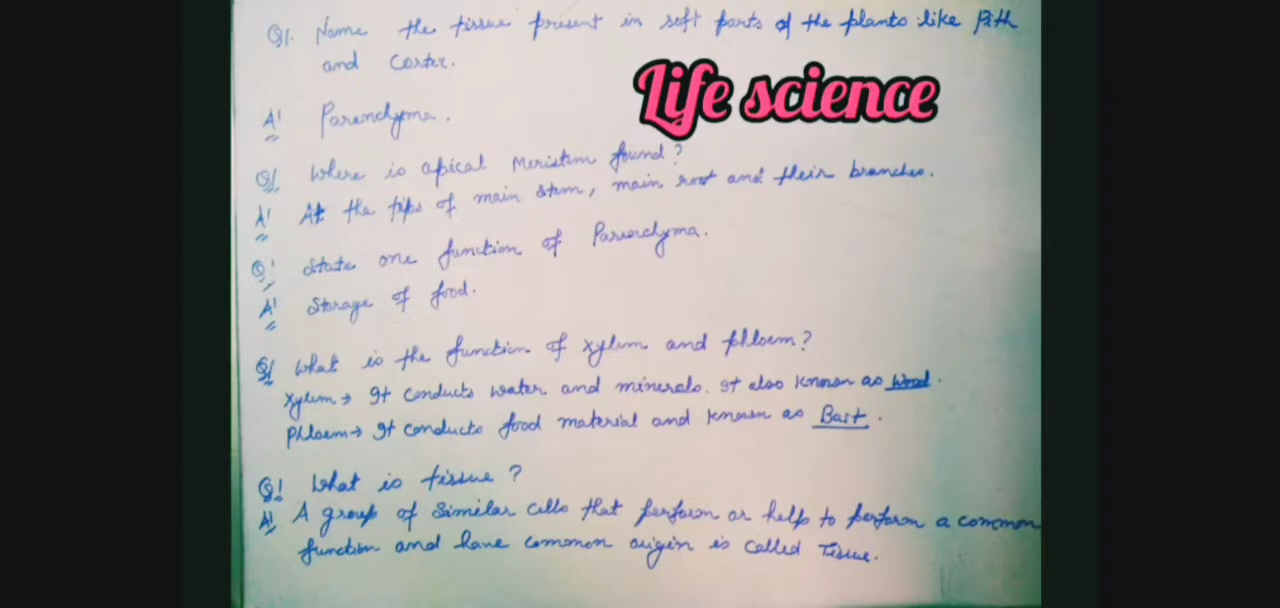 Q1. Name the tissue present in soft parts of the plants like Pith
and Cortex.
Life science
A! Parenchyma.
Q! Where is apical Meristem found?
A! At the tips of main stem, main root and their branches.
Q! State one function of Parenchyma.
A! Storage of food.
Q! What is the function of xylem and phloem?
Xylem → It conducts water and minerals. It also known as Wood.
Phloem → It conducts food material and known as Bast.
Q! What is tissue?
A! A group of similar cells that perform or help to perform a common
function and have common origin is called Tissue.